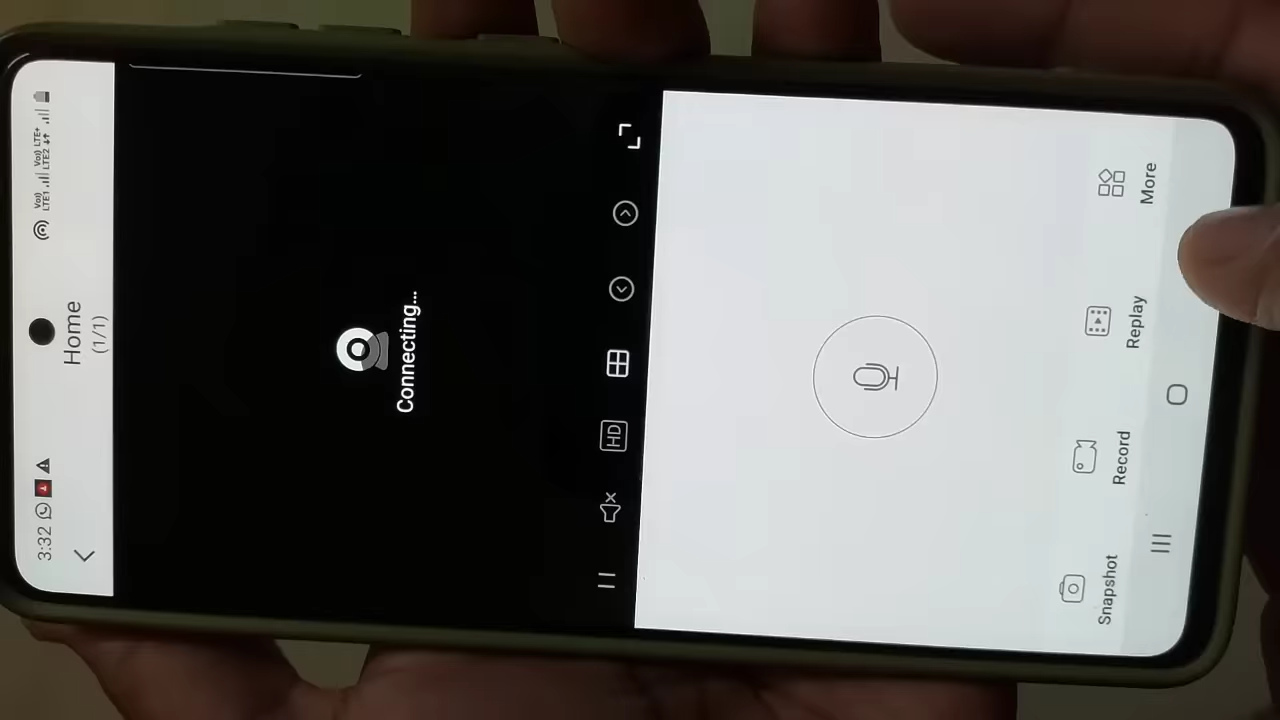 3:32
Vo)) LTE1
Vo)) LTE+ LTE2
Home
(1/1)
Connecting...
HD
Snapshot
Record
Replay
More